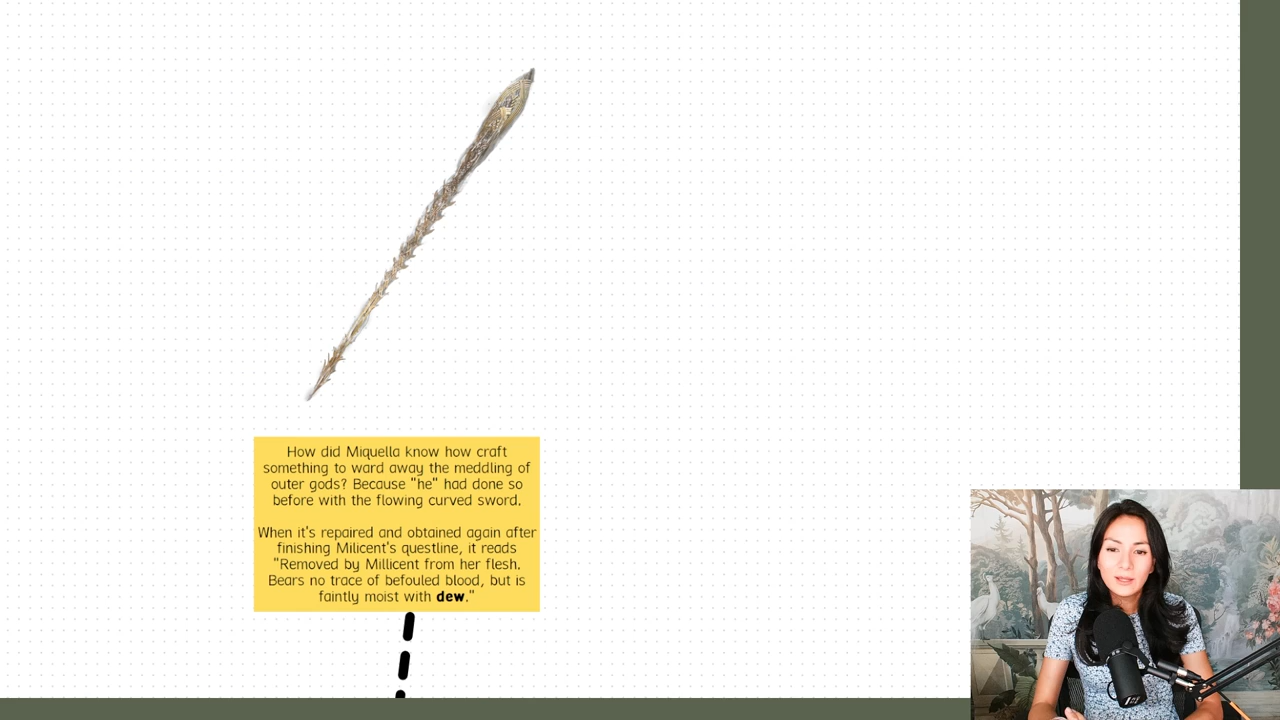 How did Miquella know how craft
something to ward away the meddling of
outer gods? Because "he" had done so
before with the flowing curved sword.
When it's repaired and obtained again after
finishing Milicent's questline, it reads
"Removed by Millicent from her flesh.
Bears no trace of befouled blood, but is
faintly moist with dew."